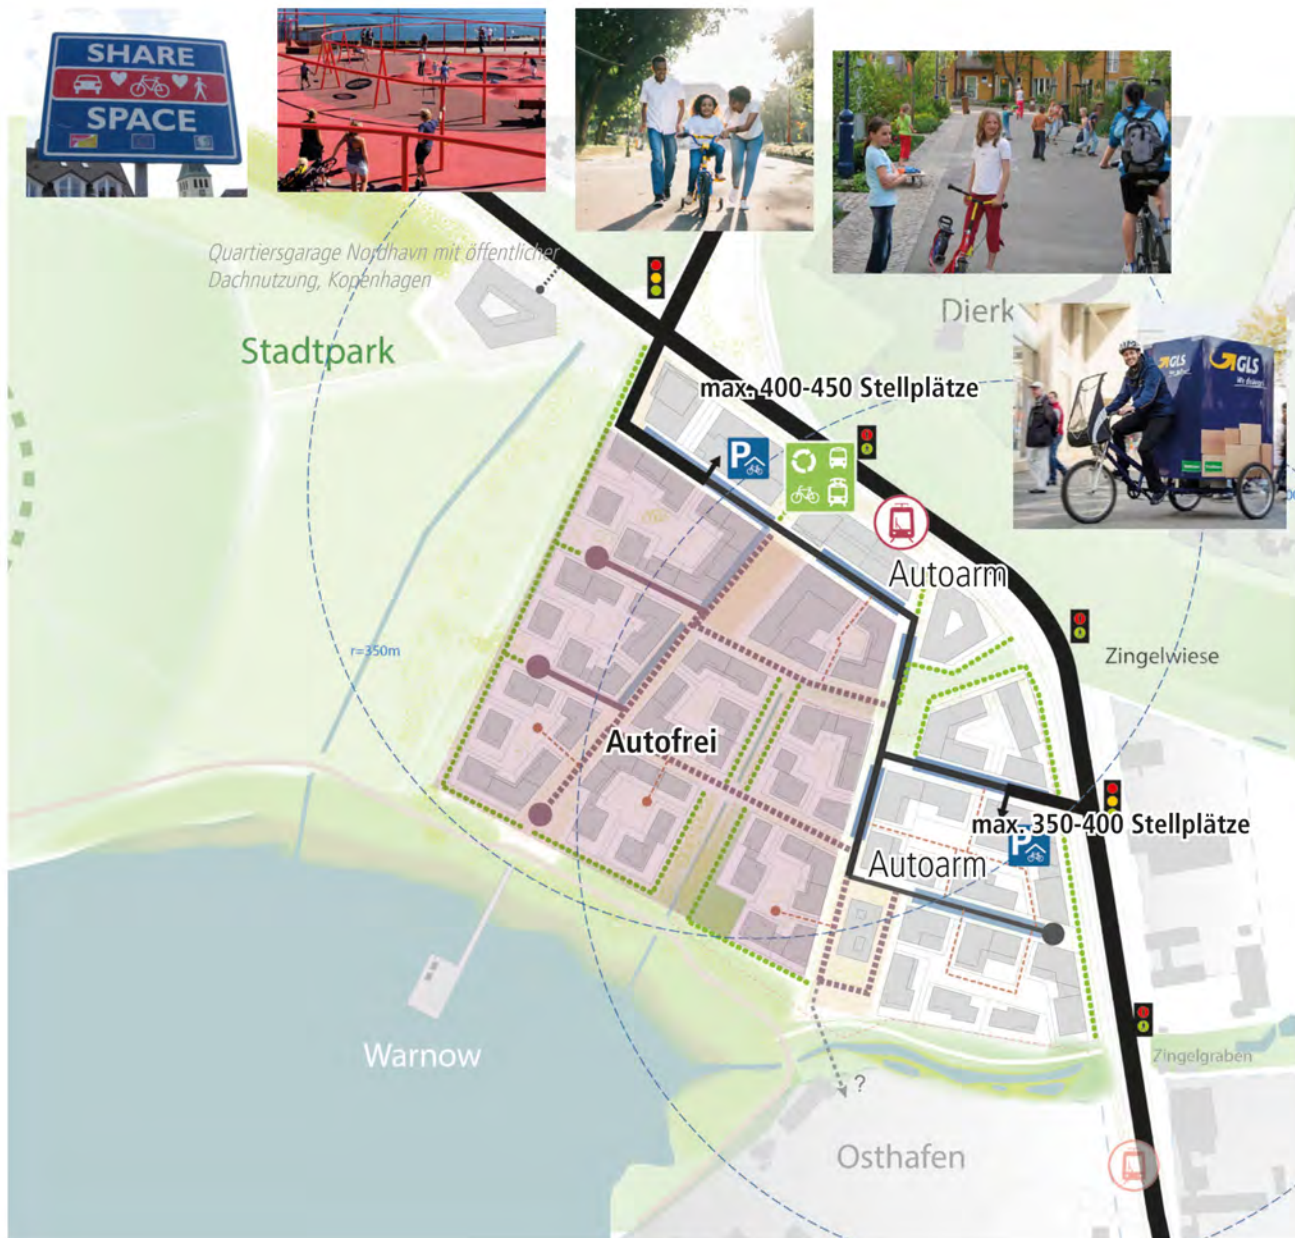 SHARE
SPACE
Quartiersgarage Nordhavn mit öffentlicher
Dachnutzung, Kopenhagen
Stadtpark
Dierk
GLS
GLS
max. 400-450 Stellplätze
P
Autoarm
Zingelwiese
r=350m
Autofrei
max. 350-400 Stellplätze
P
Autoarm
Warnow
Zingelgraben
?
Osthafen